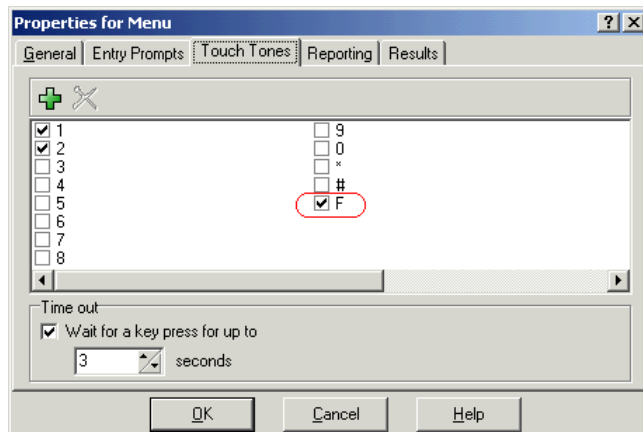 Properties for Menu
General Entry Prompts Touch Tones Reporting Results
1
2
3
4
5
6
7
8
9
0
*
#
F
Time out
Wait for a key press for up to
3 seconds
OK Cancel Help